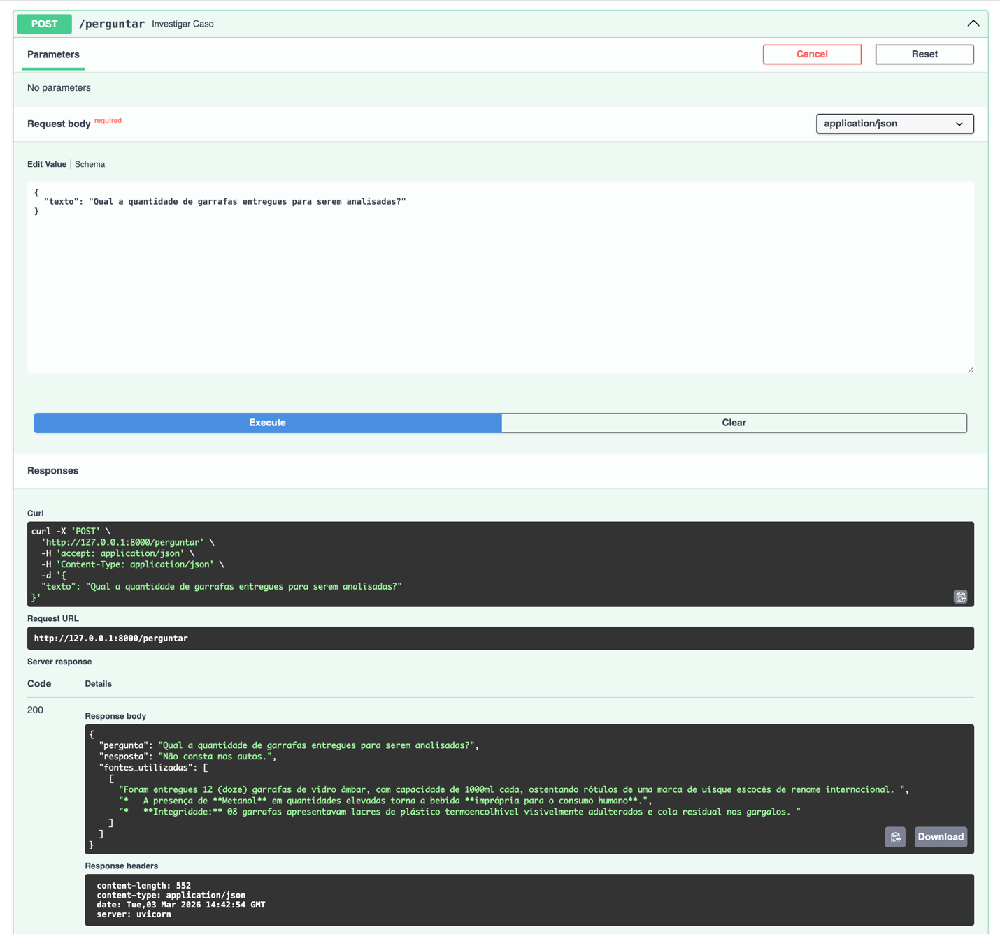 POST /perguntar Investigar Caso
Parameters
Cancel
Reset
No parameters
Request body required
application/json
Edit Value | Schema
{
  "texto": "Qual a quantidade de garrafas entregues para serem analisadas?"
}
Execute
Clear
Responses
Curl
curl -X 'POST' \
  'http://127.0.0.1:8000/perguntar' \
  -H 'accept: application/json' \
  -H 'Content-Type: application/json' \
  -d '{
  "texto": "Qual a quantidade de garrafas entregues para serem analisadas?"
}'
Request URL
http://127.0.0.1:8000/perguntar
Server response
Code Details
200
Response body
{
  "pergunta": "Qual a quantidade de garrafas entregues para serem analisadas?",
  "resposta": "Não consta nos autos.",
  "fontes_utilizadas": [
    [
      "Foram entregues 12 (doze) garrafas de vidro âmbar, com capacidade de 1000ml cada, ostentando rótulos de uma marca de uísque escocês de renome internacional. ",
      "*   A presença de **Metanol** em quantidades elevadas torna a bebida **imprópria para o consumo humano**.",
      "*   **Integridade:** 08 garrafas apresentavam lacres de plástico termoencolhível visivelmente adulterados e cola residual nos gargalos. "
    ]
  ]
}
Download
Response headers
content-length: 552
content-type: application/json
date: Tue,03 Mar 2026 14:42:54 GMT
server: uvicorn